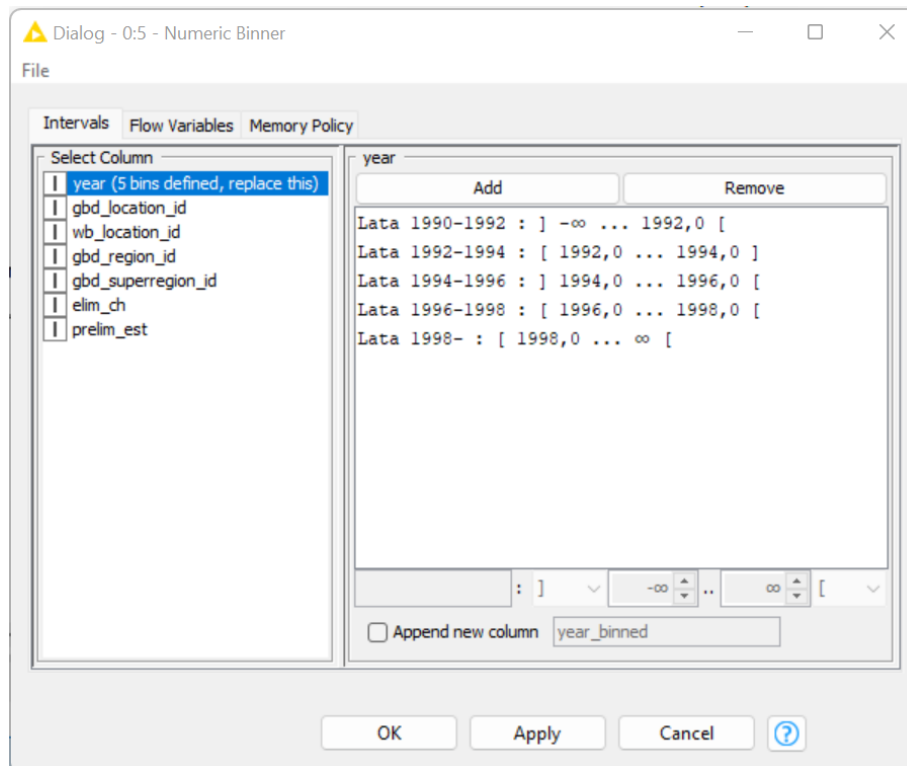 Dialog - 0:5 - Numeric Binner
File
Intervals Flow Variables Memory Policy
Select Column
I year (5 bins defined, replace this)
I gbd_location_id
I wb_location_id
I gbd_region_id
I gbd_superregion_id
I elim_ch
I prelim_est
year
Add Remove
Lata 1990-1992 : ] -∞ ... 1992,0 [
Lata 1992-1994 : [ 1992,0 ... 1994,0 ]
Lata 1994-1996 : ] 1994,0 ... 1996,0 [
Lata 1996-1998 : [ 1996,0 ... 1998,0 [
Lata 1998- : [ 1998,0 ... ∞ [
: ] -∞ .. ∞ [
Append new column year_binned
OK Apply Cancel ?